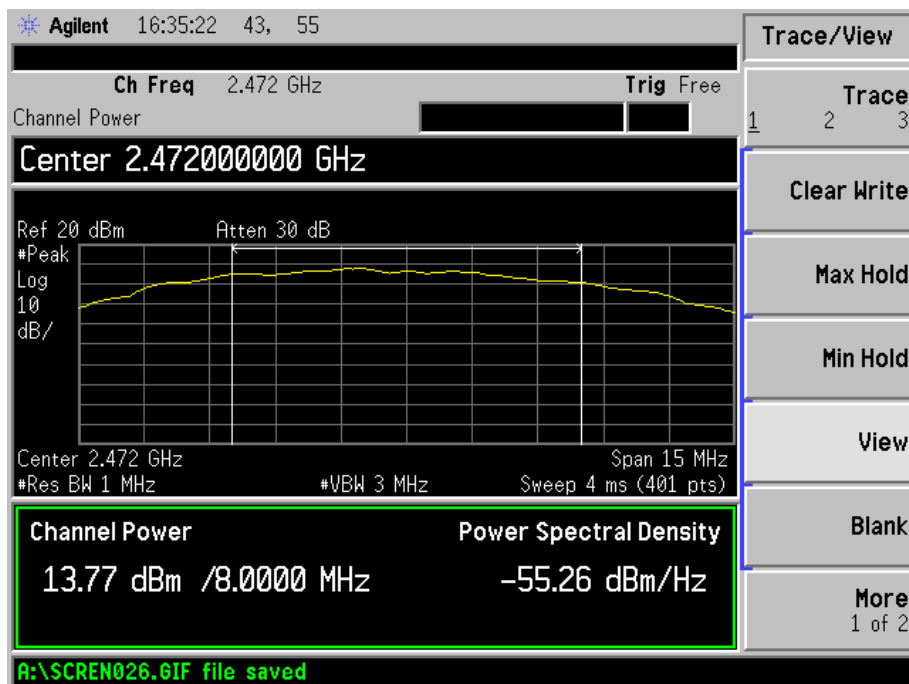 Agilent 16:35:22 43, 55
Trace/View
Ch Freq 2.472 GHz Trig Free
Channel Power
Trace
1 2 3
Center 2.472000000 GHz
Clear Write
Ref 20 dBm Atten 30 dB
#Peak
Log
10
dB/
Max Hold
Min Hold
View
Center 2.472 GHz Span 15 MHz
#Res BW 1 MHz #VBW 3 MHz Sweep 4 ms (401 pts)
Channel Power Power Spectral Density
Blank
13.77 dBm /8.0000 MHz -55.26 dBm/Hz
More
1 of 2
A:\SCREN026.GIF file saved